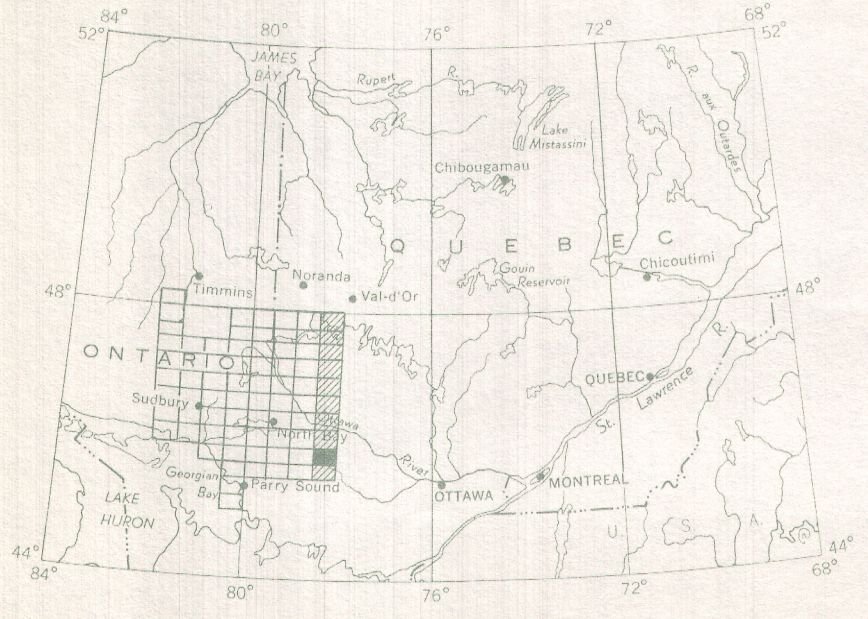 84°
80°
76°
72°
68°
52°
52°
JAMES
BAY
Rupert R.
R. aux Outardes
Lake
Mistassini
Chibougamau
QUEBEC
Chicoutimi
Gouin
Reservoir
Noranda
Timmins
Val-d'Or
48°
48°
ONTARIO
QUEBEC
St. Lawrence R.
Sudbury
North Bay
Ottawa River
Georgian
Bay
Parry Sound
OTTAWA
MONTREAL
LAKE
HURON
U. S. A.
44°
44°
84°
80°
76°
72°
68°